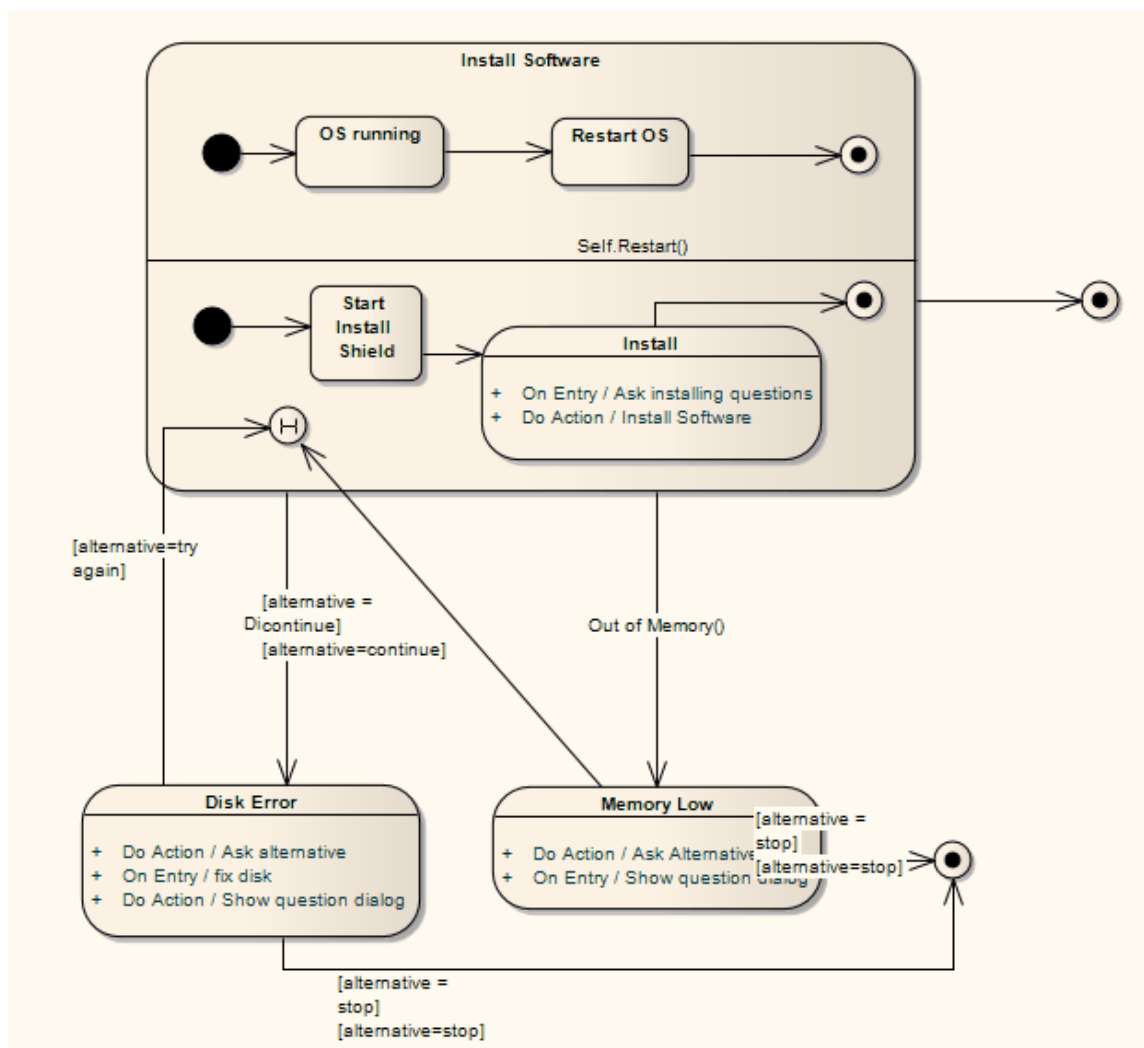 Install Software
OS running
Restart OS
Self.Restart()
Start
Install
Shield
Install
+ On Entry / Ask installing questions
+ Do Action / Install Software
H
[alternative=try
again]
[alternative =
Dicontinue]
[alternative=continue]
Out of Memory()
Disk Error
+ Do Action / Ask alternative
+ On Entry / fix disk
+ Do Action / Show question dialog
Memory Low
+ Do Action / Ask Alternative
+ On Entry / Show question dialog
[alternative =
stop]
[alternative=stop]
[alternative =
stop]
[alternative=stop]